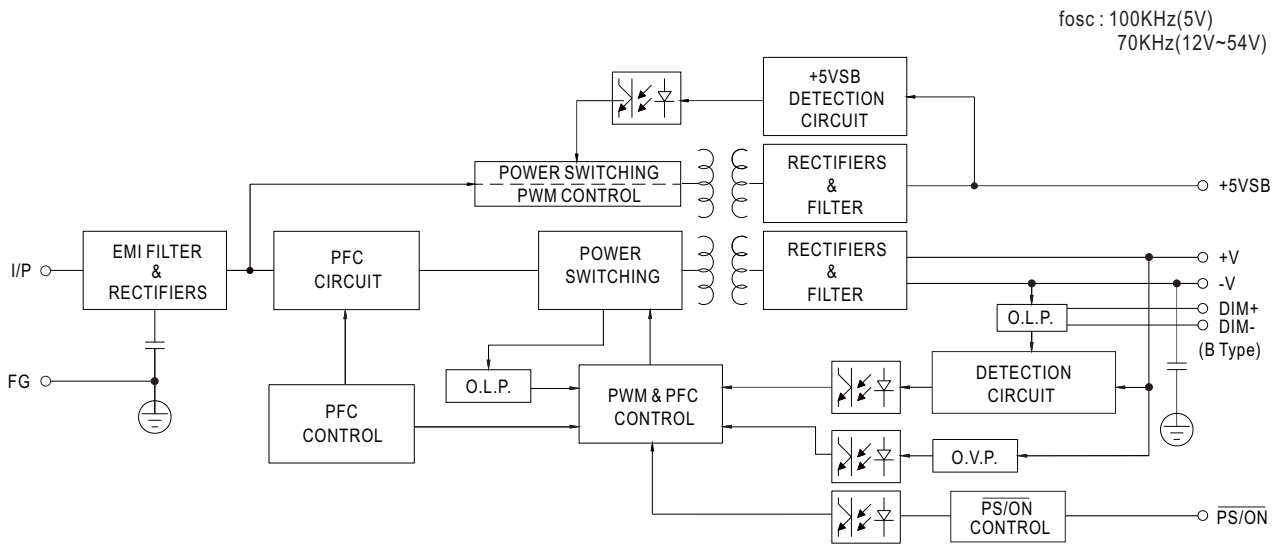 fosc : 100KHz(5V)
70KHz(12V~54V)
+5VSB
DETECTION
CIRCUIT
POWER SWITCHING
PWM CONTROL
RECTIFIERS
&
FILTER
+5VSB
I/P
EMI FILTER
&
RECTIFIERS
PFC
CIRCUIT
POWER
SWITCHING
RECTIFIERS
&
FILTER
+V
-V
DIM+
DIM-
(B Type)
O.L.P.
FG
PFC
CONTROL
O.L.P.
PWM & PFC
CONTROL
DETECTION
CIRCUIT
O.V.P.
PS/ON
CONTROL
PS/ON